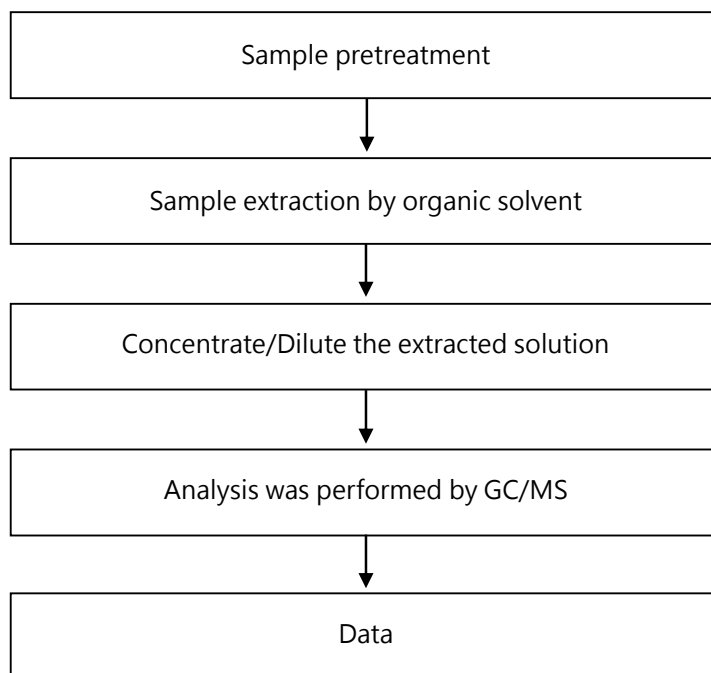 Sample pretreatment
Sample extraction by organic solvent
Concentrate/Dilute the extracted solution
Analysis was performed by GC/MS
Data